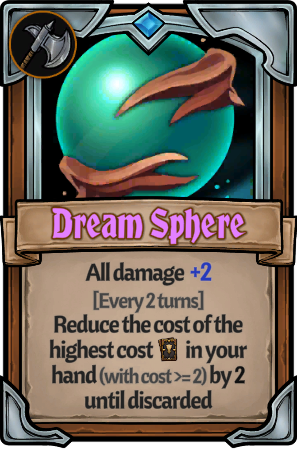 Dream Sphere
All damage +2
[Every 2 turns]
Reduce the cost of the
highest cost in your
hand (with cost >= 2) by 2
until discarded